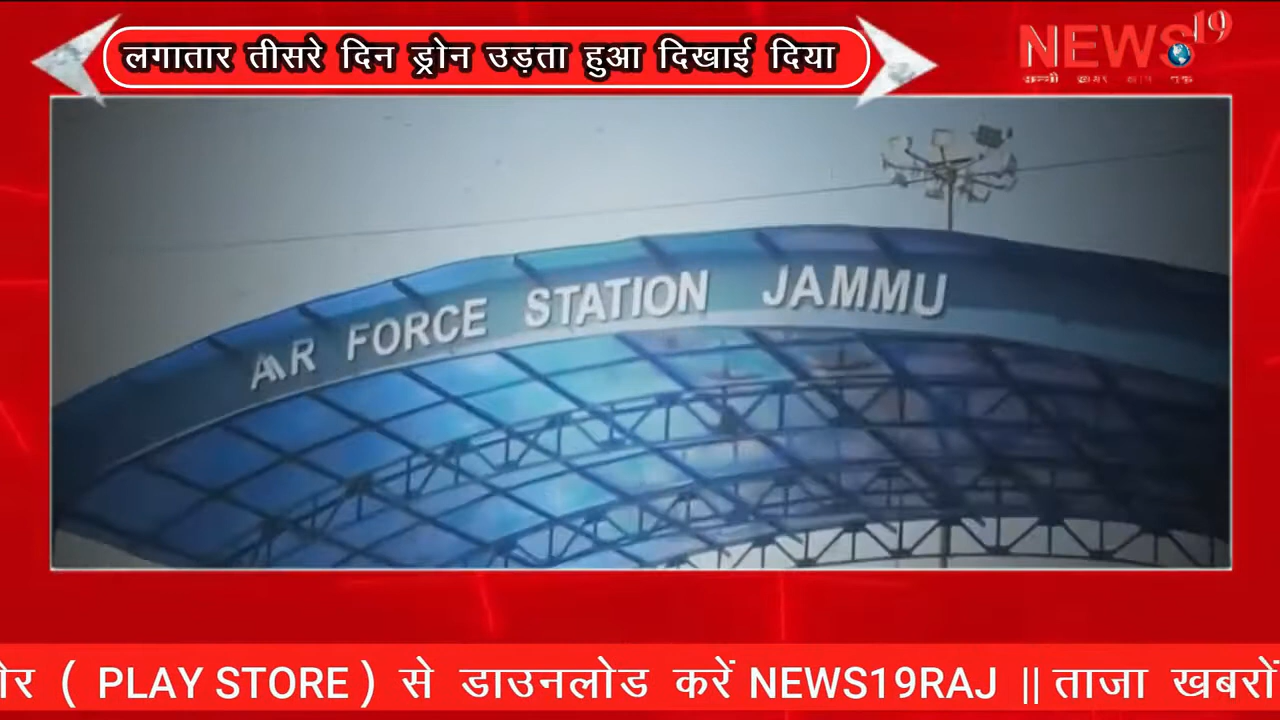 लगातार तीसरे दिन ड्रोन उड़ता हुआ दिखाई दिया
NEWS19
AIR FORCE STATION JAMMU
ोर ( PLAY STORE ) से डाउनलोड करें NEWS19RAJ || ताजा खबरों